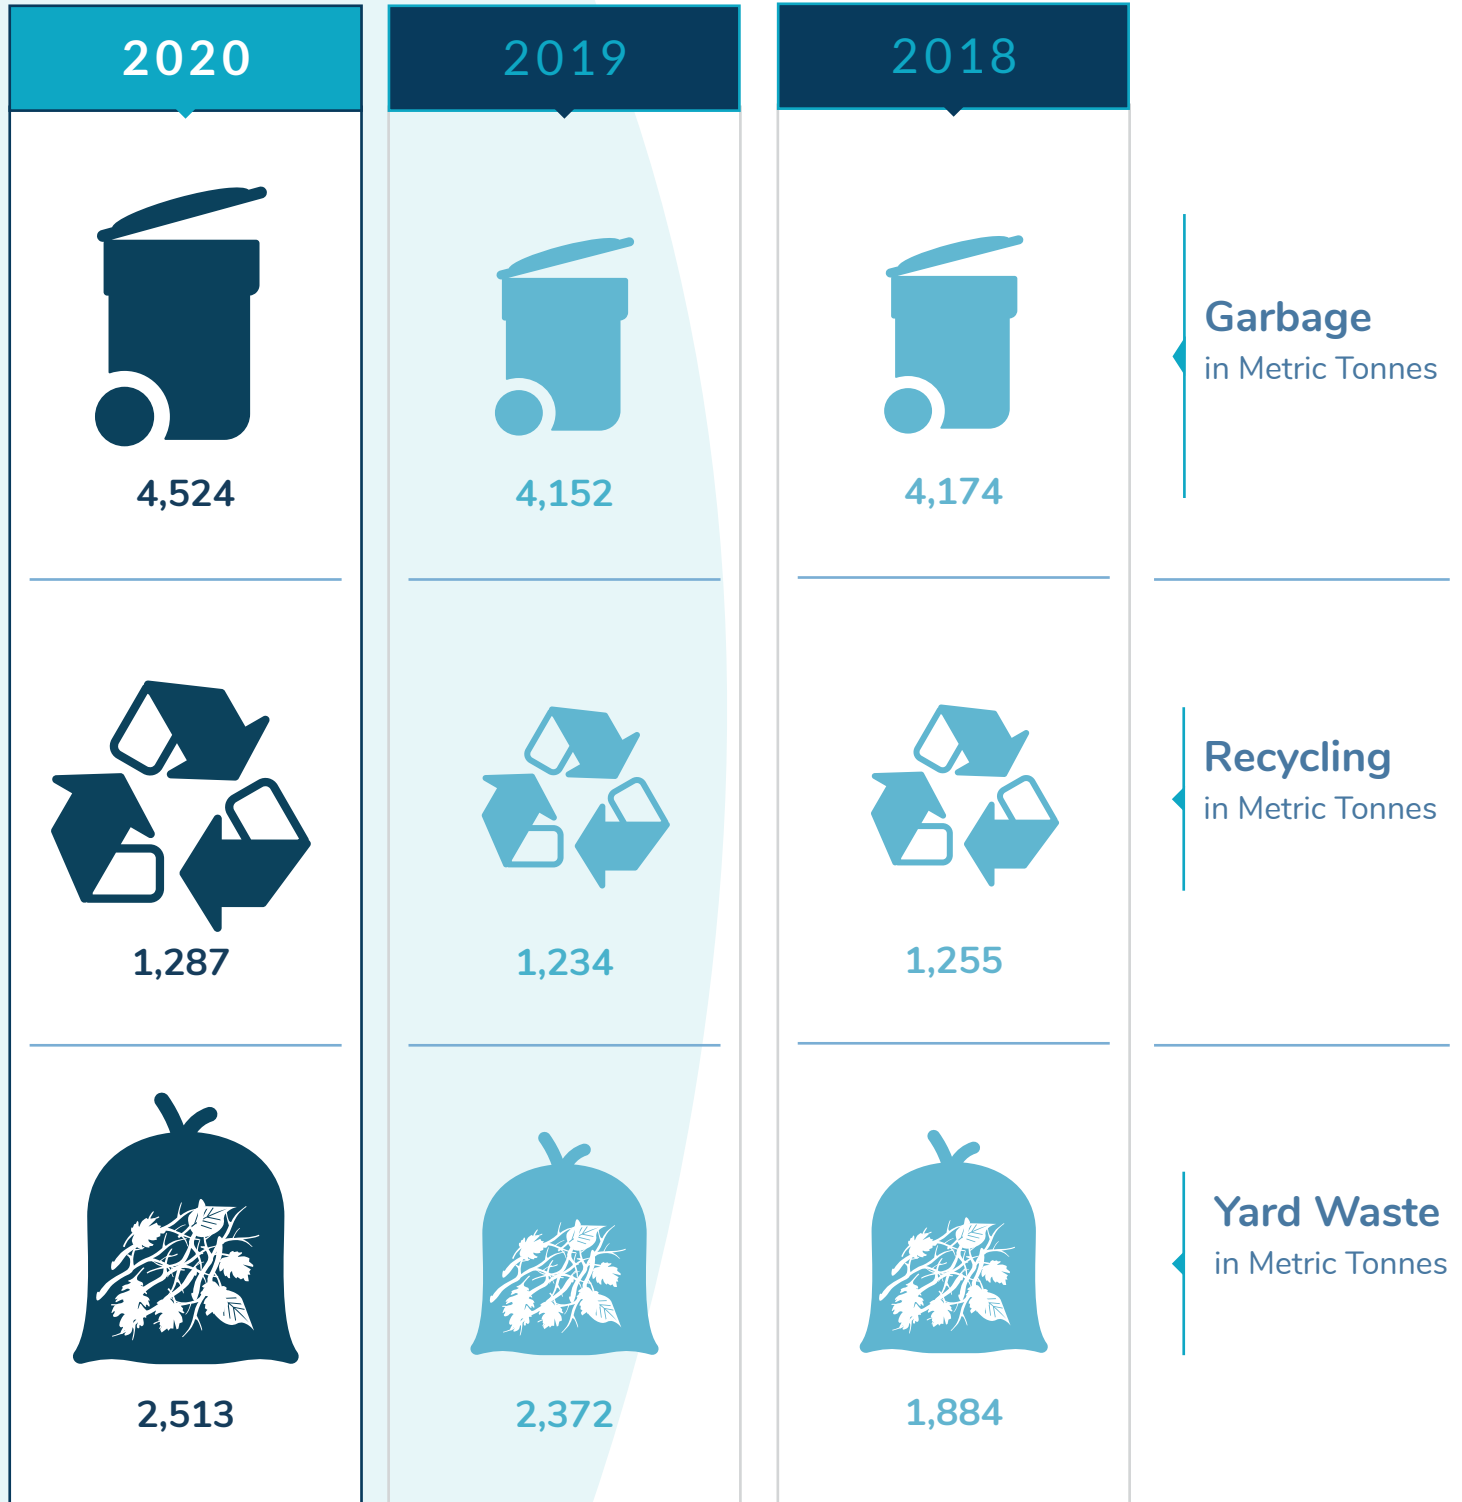 2020
2019
2018
4,524
4,152
4,174
Garbage
in Metric Tonnes
1,287
1,234
1,255
Recycling
in Metric Tonnes
2,513
2,372
1,884
Yard Waste
in Metric Tonnes